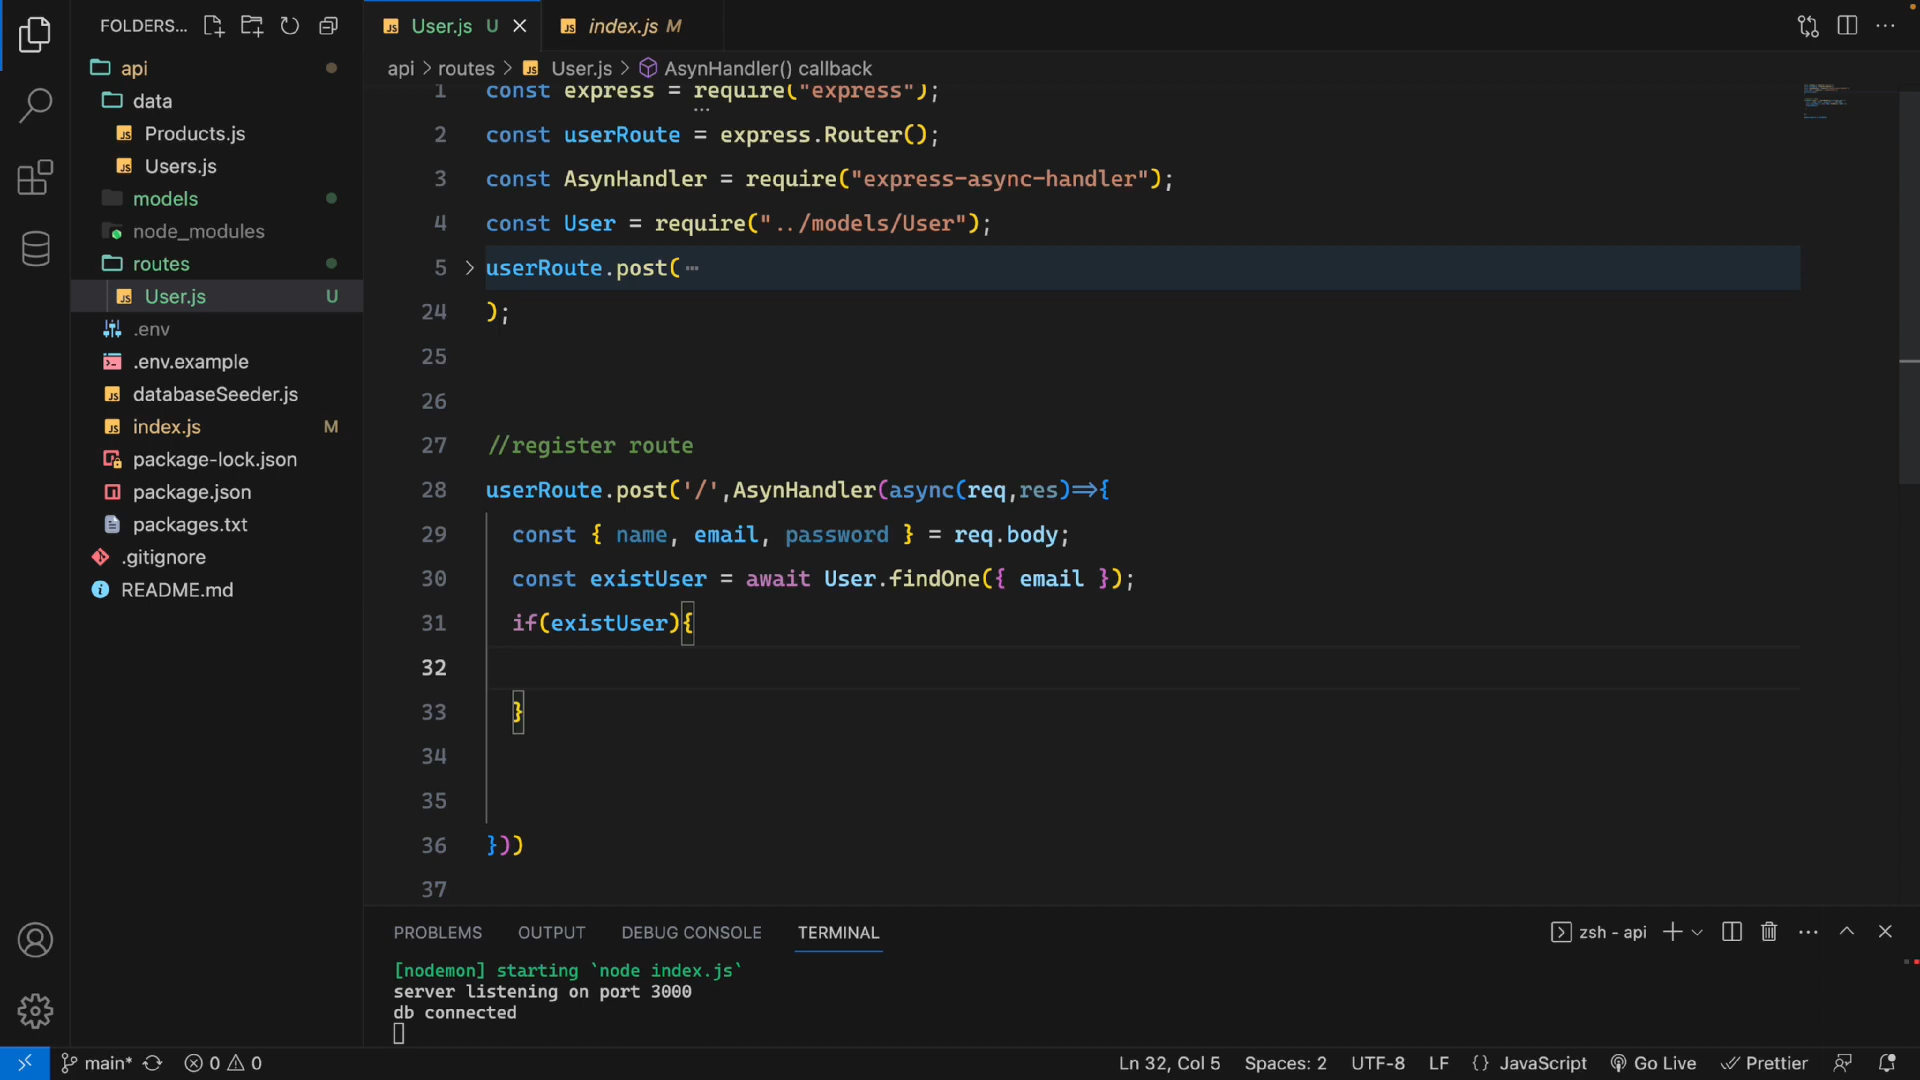 FOLDERS...
api
data
Products.js
Users.js
models
node_modules
routes
User.js U
.env
.env.example
databaseSeeder.js
index.js M
package-lock.json
package.json
packages.txt
.gitignore
README.md
User.js U
index.js M
api > routes > User.js > AsynHandler() callback
1 const express = require("express");
2 const userRoute = express.Router();
3 const AsynHandler = require("express-async-handler");
4 const User = require("../models/User");
5 userRoute.post( ⋯
24 );
25
26
27 //register route
28 userRoute.post('/',AsynHandler(async(req,res)=>{
29 const { name, email, password } = req.body;
30 const existUser = await User.findOne({ email });
31 if(existUser){
32
33 }
34
35
36 }))
37
PROBLEMS OUTPUT DEBUG CONSOLE TERMINAL
zsh - api
[nodemon] starting `node index.js`
server listening on port 3000
db connected
main* 0 0
Ln 32, Col 5 Spaces: 2 UTF-8 LF {} JavaScript Go Live Prettier